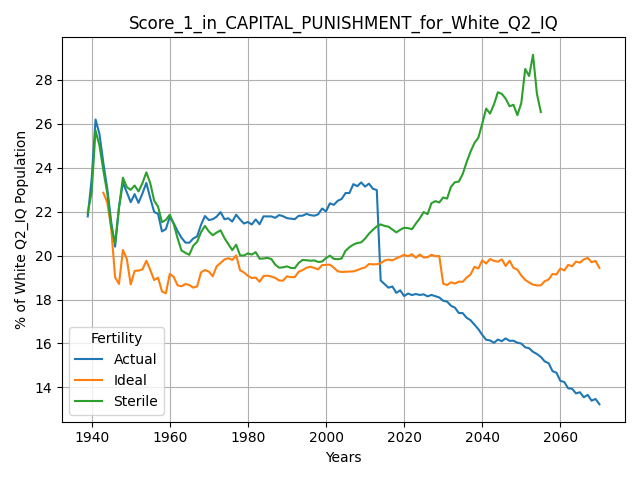 Score_1_in_CAPITAL_PUNISHMENT_for_White_Q2_IQ
% of White Q2_IQ Population
28
26
24
22
20
18
16
14
Fertility
Actual
Ideal
Sterile
1940 1960 1980 2000 2020 2040 2060
Years